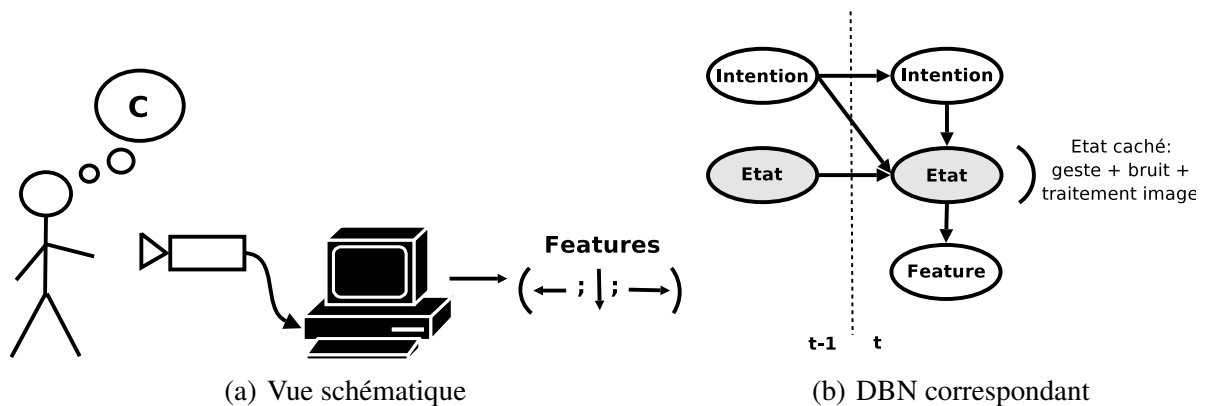 C
Features
( ; ; )
(a) Vue schématique
Intention Intention
Etat Etat
Feature
Etat caché:
geste + bruit +
traitement image
t-1 t
(b) DBN correspondant